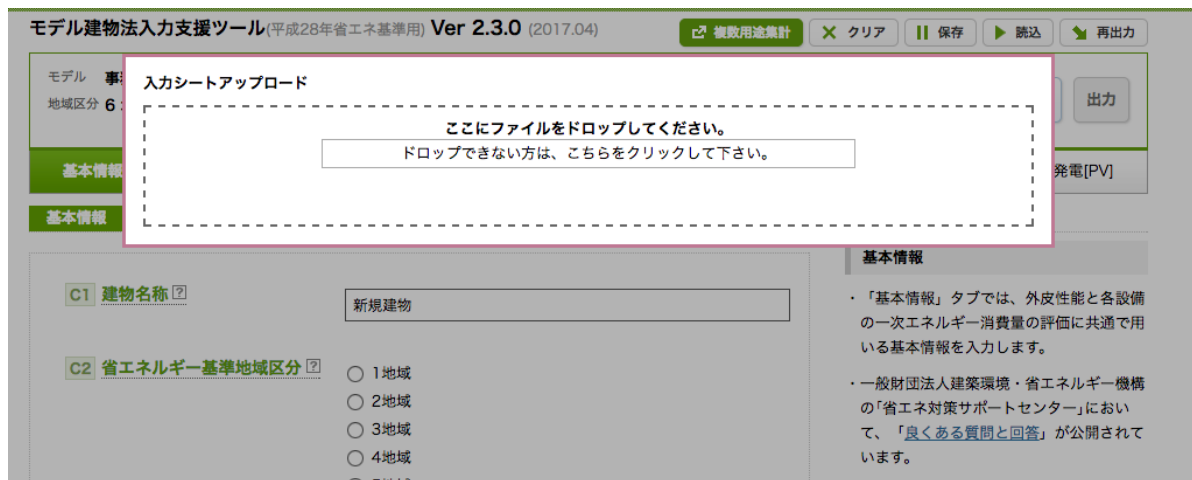 モデル建物法入力支援ツール(平成28年省エネ基準用) Ver 2.3.0 (2017.04)
複数用途集計
クリア
保存
読込
再出力
モデル
地域区分 6
出力
入力シートアップロード
ここにファイルをドロップしてください。
ドロップできない方は、こちらをクリックして下さい。
基本情報
発電[PV]
基本情報
C1 建物名称 ?
新規建物
C2 省エネルギー基準地域区分 ?
1地域
2地域
3地域
4地域
基本情報
・「基本情報」タブでは、外皮性能と各設備
の一次エネルギー消費量の評価に共通で用
いる基本情報を入力します。
・一般財団法人建築環境・省エネルギー機構
の「省エネ対策サポートセンター」におい
て、「良くある質問と回答」が公開されて
います。